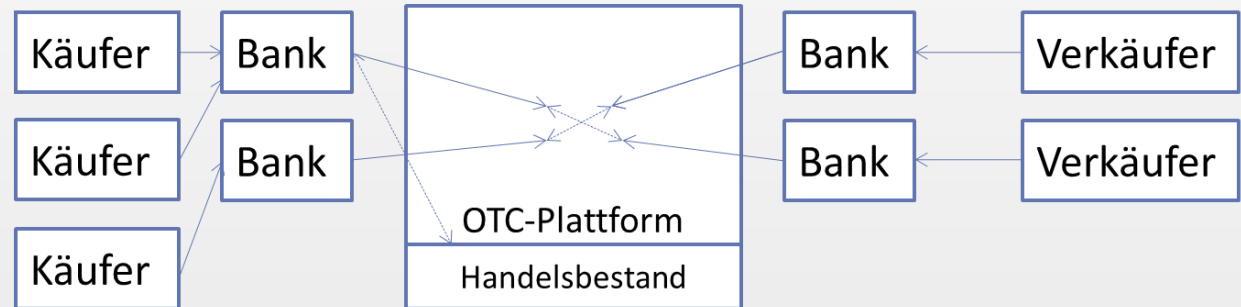 Käufer
Bank
Bank
Verkäufer
Käufer
Bank
Bank
Verkäufer
Käufer
OTC-Plattform
Handelsbestand